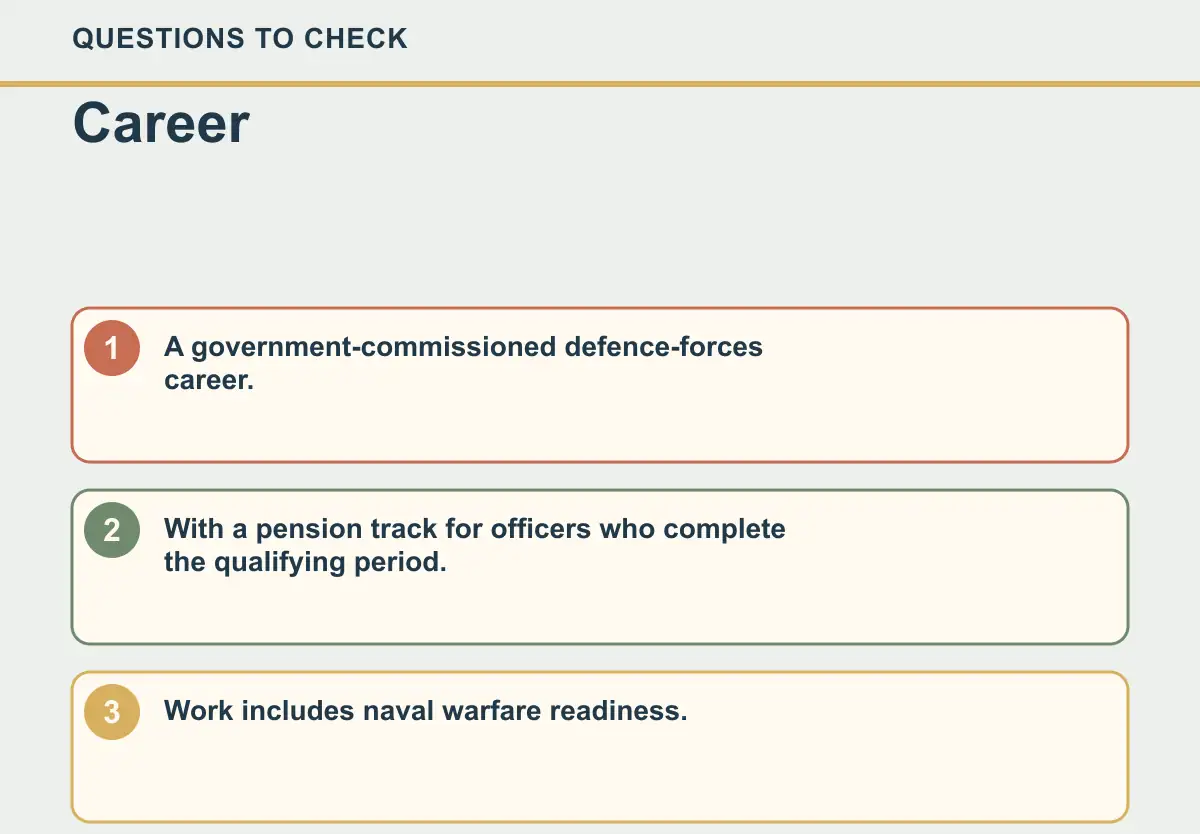 QUESTIONS TO CHECK
Career
1
A government-commissioned defence-forces
career.
2
With a pension track for officers who complete
the qualifying period.
3
Work includes naval warfare readiness.